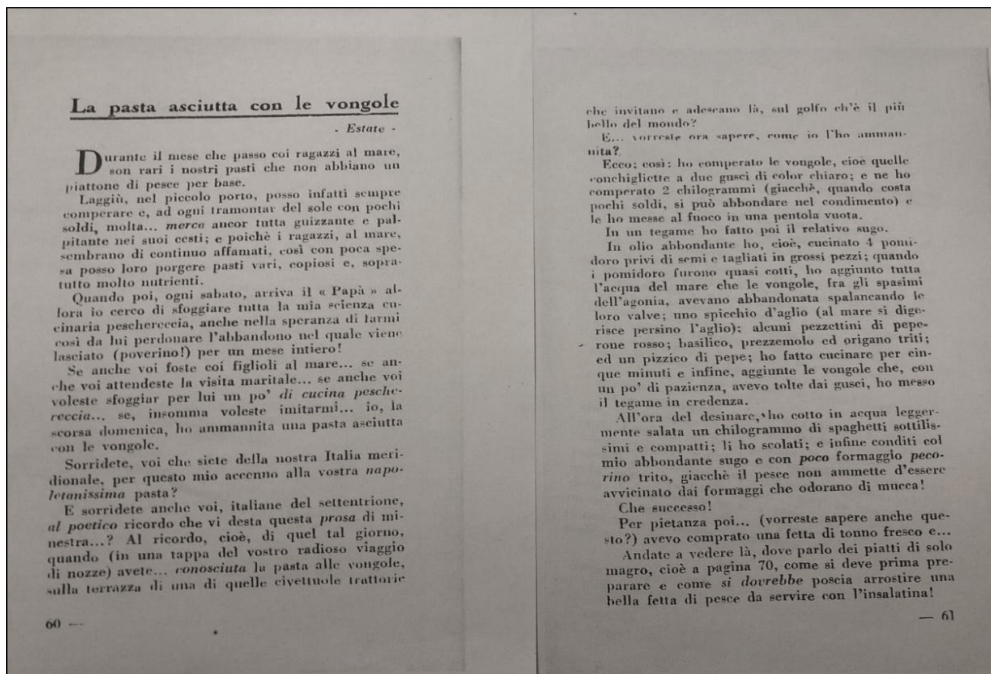 La pasta asciutta con le vongole
- Estate -
Durante il mese che passo coi ragazzi al mare,
son rari i nostri pasti che non abbiano un
piattone di pesce per base.
Laggiù, nel piccolo porto, posso infatti sempre
comperare e, ad ogni tramontar del sole con pochi
soldi, molta... merce ancor tutta guizzante e pal-
pitante nei suoi cesti; e poichè i ragazzi, al mare,
sembrano di continuo affamati, così con poca spe-
sa posso loro porgere pasti vari, copiosi e, sopra-
tutto molto nutrienti.
Quando poi, ogni sabato, arriva il « Papà » al-
lora io cerco di sfoggiare tutta la mia scienza cu-
cinaria peschereccia, anche nella speranza di farmi
così da lui perdonare l'abbandono nel quale viene
lasciato (poverino!) per un mese intiero!
Se anche voi foste coi figlioli al mare... se an-
che voi attendeste la visita maritale... se anche voi
voleste sfoggiar per lui un po' di cucina pesche-
reccia... se, insomma voleste imitarmi... io, la
scorsa domenica, ho ammannita una pasta asciutta
con le vongole.
Sorridete, voi che siete della nostra Italia meri-
dionale, per questo mio accenno alla vostra napo-
letanissima pasta?
E sorridete anche voi, italiane del settentrione,
al poetico ricordo che vi desta questa prosa di mi-
nestra...? Al ricordo, cioè, di quel tal giorno,
quando (in una tappa del vostro radioso viaggio
di nozze) avete... conosciuta la pasta alle vongole,
sulla terrazza di una di quelle civettuole trattorie
60 —
che invitano e adescano là, sul golfo ch'è il più
bello del mondo?
E... vorreste ora sapere, come io l'ho amman-
nita?
Ecco; così: ho comperato le vongole, cioè quelle
conchigliette a due gusci di color chiaro; e ne ho
comperato 2 chilogrammi (giacchè, quando costa
pochi soldi, si può abbondare nel condimento) e
le ho messe al fuoco in una pentola vuota.
In un tegame ho fatto poi il relativo sugo.
In olio abbondante ho, cioè, cucinato 4 pomi-
doro privi di semi e tagliati in grossi pezzi; quando
i pomidoro furono quasi cotti, ho aggiunto tutta
l'acqua del mare che le vongole, fra gli spasimi
dell'agonia, avevano abbandonata spalancando le
loro valve; uno spicchio d'aglio (al mare si dige-
risce persino l'aglio); alcuni pezzettini di pepe-
rone rosso; basilico, prezzemolo ed origano triti;
ed un pizzico di pepe; ho fatto cucinare per cin-
que minuti e infine, aggiunte le vongole che, con
un po' di pazienza, avevo tolte dai gusci, ho messo
il tegame in credenza.
All'ora del desinare, ho cotto in acqua legger-
mente salata un chilogrammo di spaghetti sottilis-
simi e compatti; li ho scolati; e infine conditi col
mio abbondante sugo e con poco formaggio peco-
rino trito, giacchè il pesce non ammette d'essere
avvicinato dai formaggi che odorano di mucca!
Che successo!
Per pietanza poi... (vorreste sapere anche que-
sto?) avevo comprato una fetta di tonno fresco e...
Andate a vedere là, dove parlo dei piatti di solo
magro, cioè a pagina 70, come si deve prima pre-
parare e come si dovrebbe poscia arrostire una
bella fetta di pesce da servire con l'insalatina!
— 61